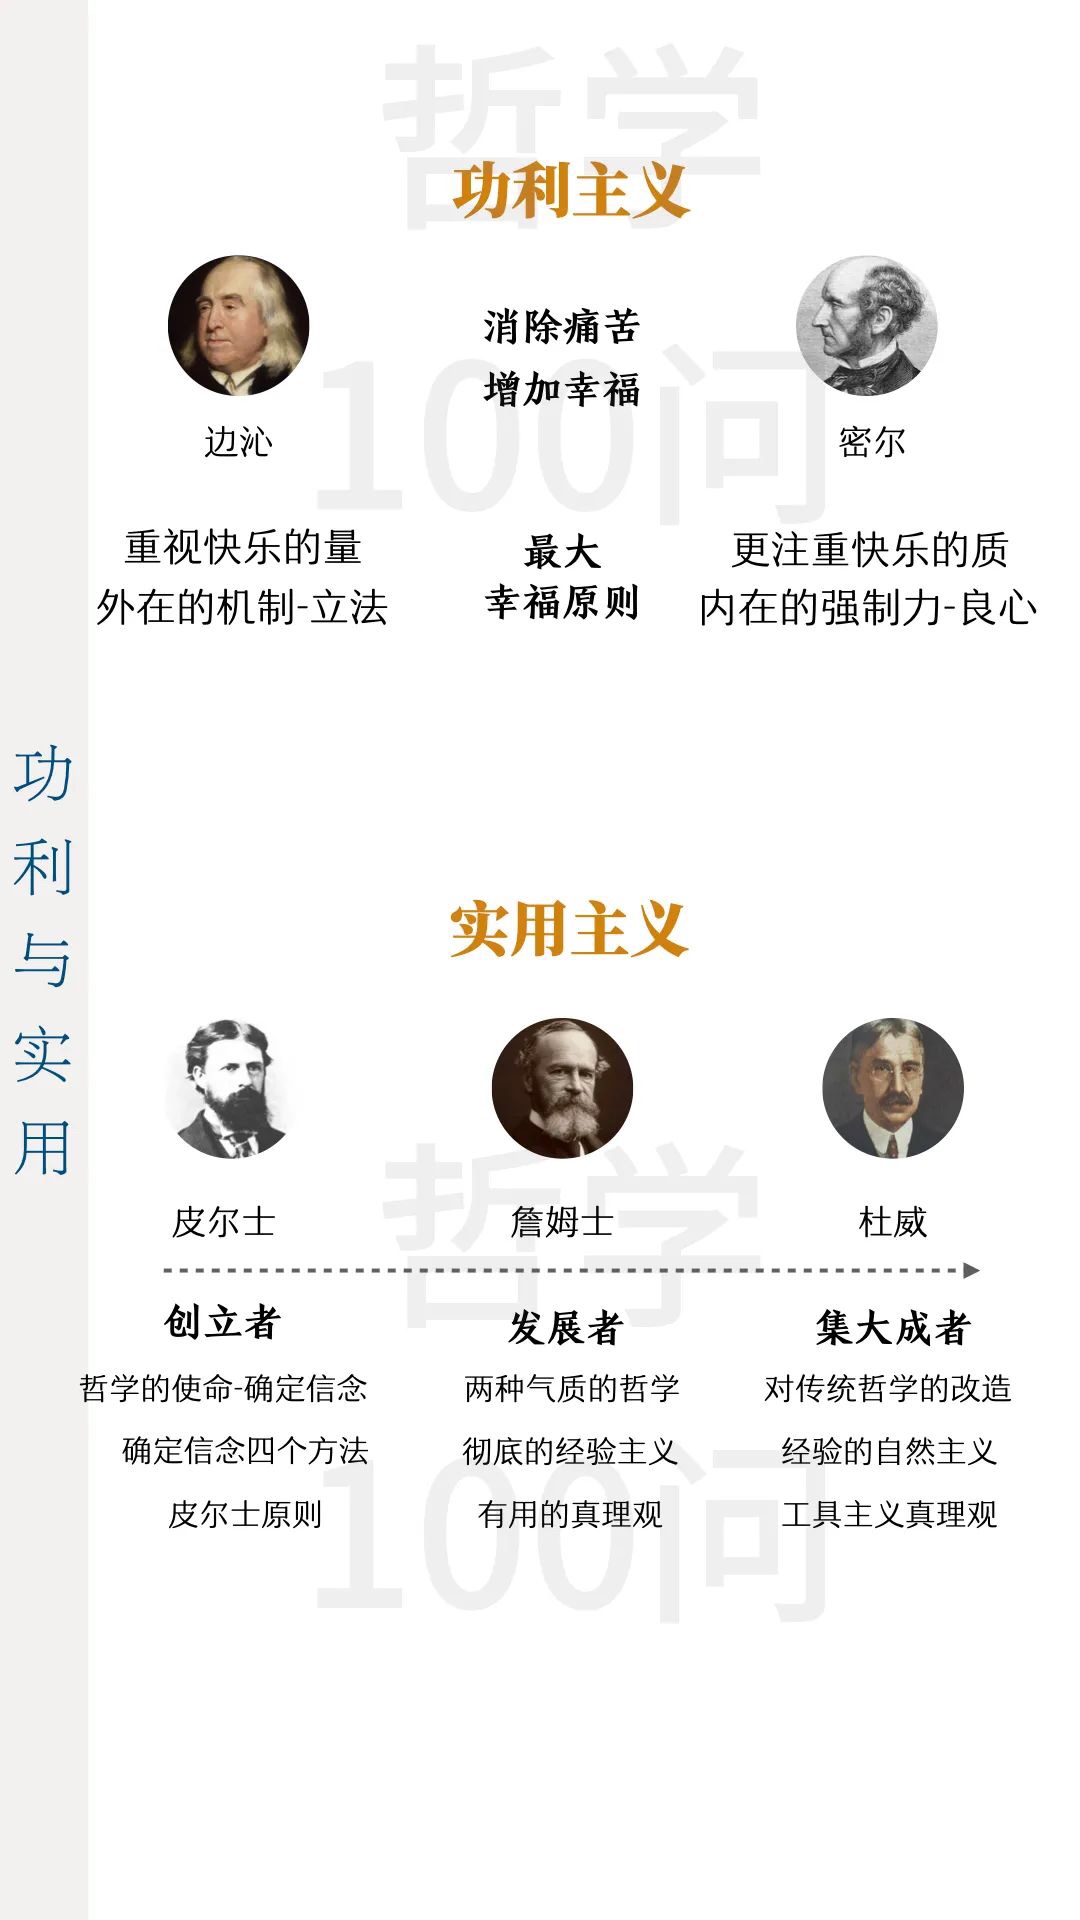 哲学
100问
功利主义
消除痛苦
增加幸福
边沁
密尔
重视快乐的量
外在的机制-立法
最大
幸福原则
更注重快乐的质
内在的强制力-良心
功利与实用
实用主义
哲学
100问
皮尔士
詹姆士
杜威
创立者
发展者
集大成者
哲学的使命-确定信念
两种气质的哲学
对传统哲学的改造
确定信念四个方法
彻底的经验主义
经验的自然主义
皮尔士原则
有用的真理观
工具主义真理观